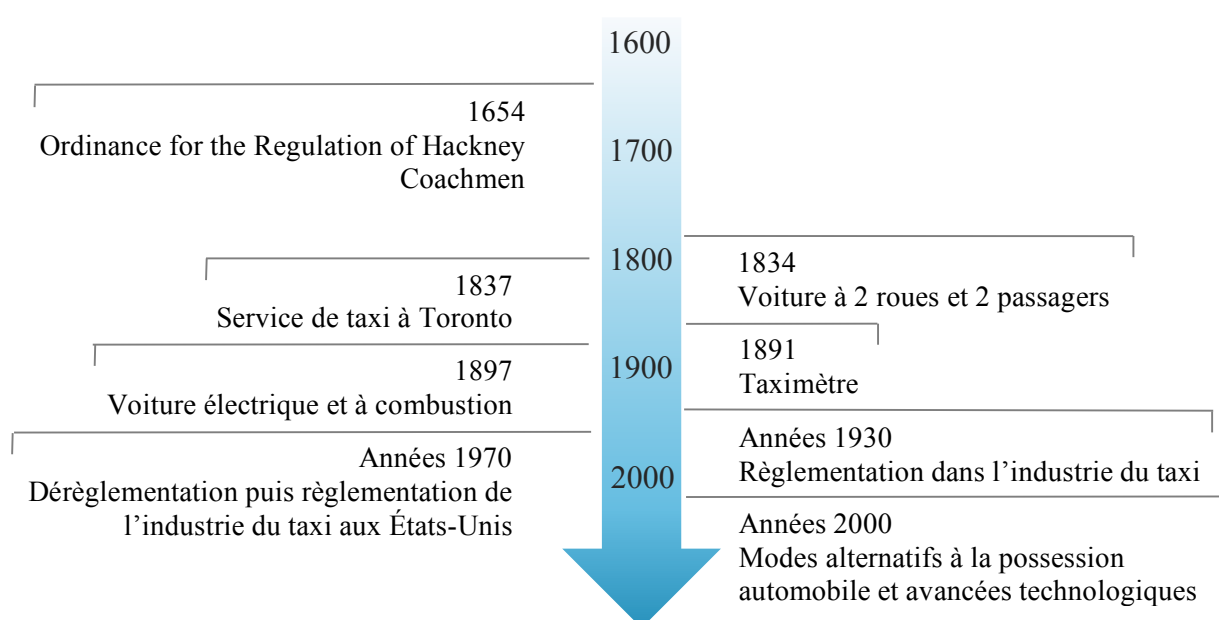 1600
1654
Ordinance for the Regulation of Hackney
Coachmen
1700
1800
1834
Voiture à 2 roues et 2 passagers
1837
Service de taxi à Toronto
1891
Taximètre
1900
1897
Voiture électrique et à combustion
Années 1930
Règlementation dans l’industrie du taxi
Années 1970
Dérèglementation puis règlementation de
l’industrie du taxi aux États-Unis
2000
Années 2000
Modes alternatifs à la possession
automobile et avancées technologiques